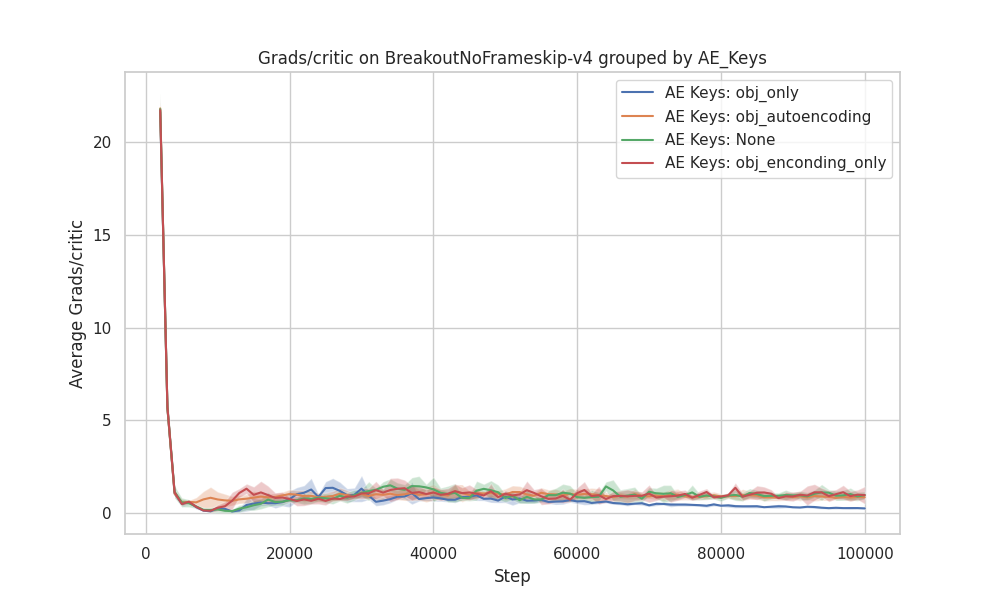 Grads/critic on BreakoutNoFrameskip-v4 grouped by AE_Keys
AE Keys: obj_only
AE Keys: obj_autoencoding
AE Keys: None
AE Keys: obj_enconding_only
Average Grads/critic
20
15
10
5
0
0
20000
40000
60000
80000
100000
Step